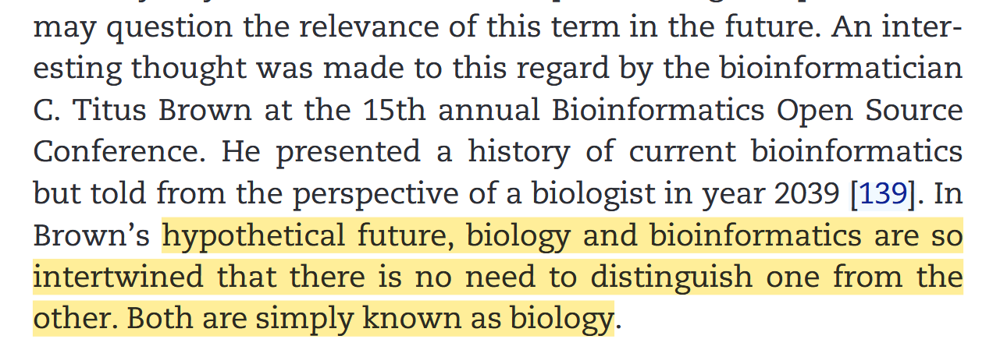 may question the relevance of this term in the future. An inter-
esting thought was made to this regard by the bioinformatician
C. Titus Brown at the 15th annual Bioinformatics Open Source
Conference. He presented a history of current bioinformatics
but told from the perspective of a biologist in year 2039 [139]. In
Brown’s hypothetical future, biology and bioinformatics are so
intertwined that there is no need to distinguish one from the
other. Both are simply known as biology.